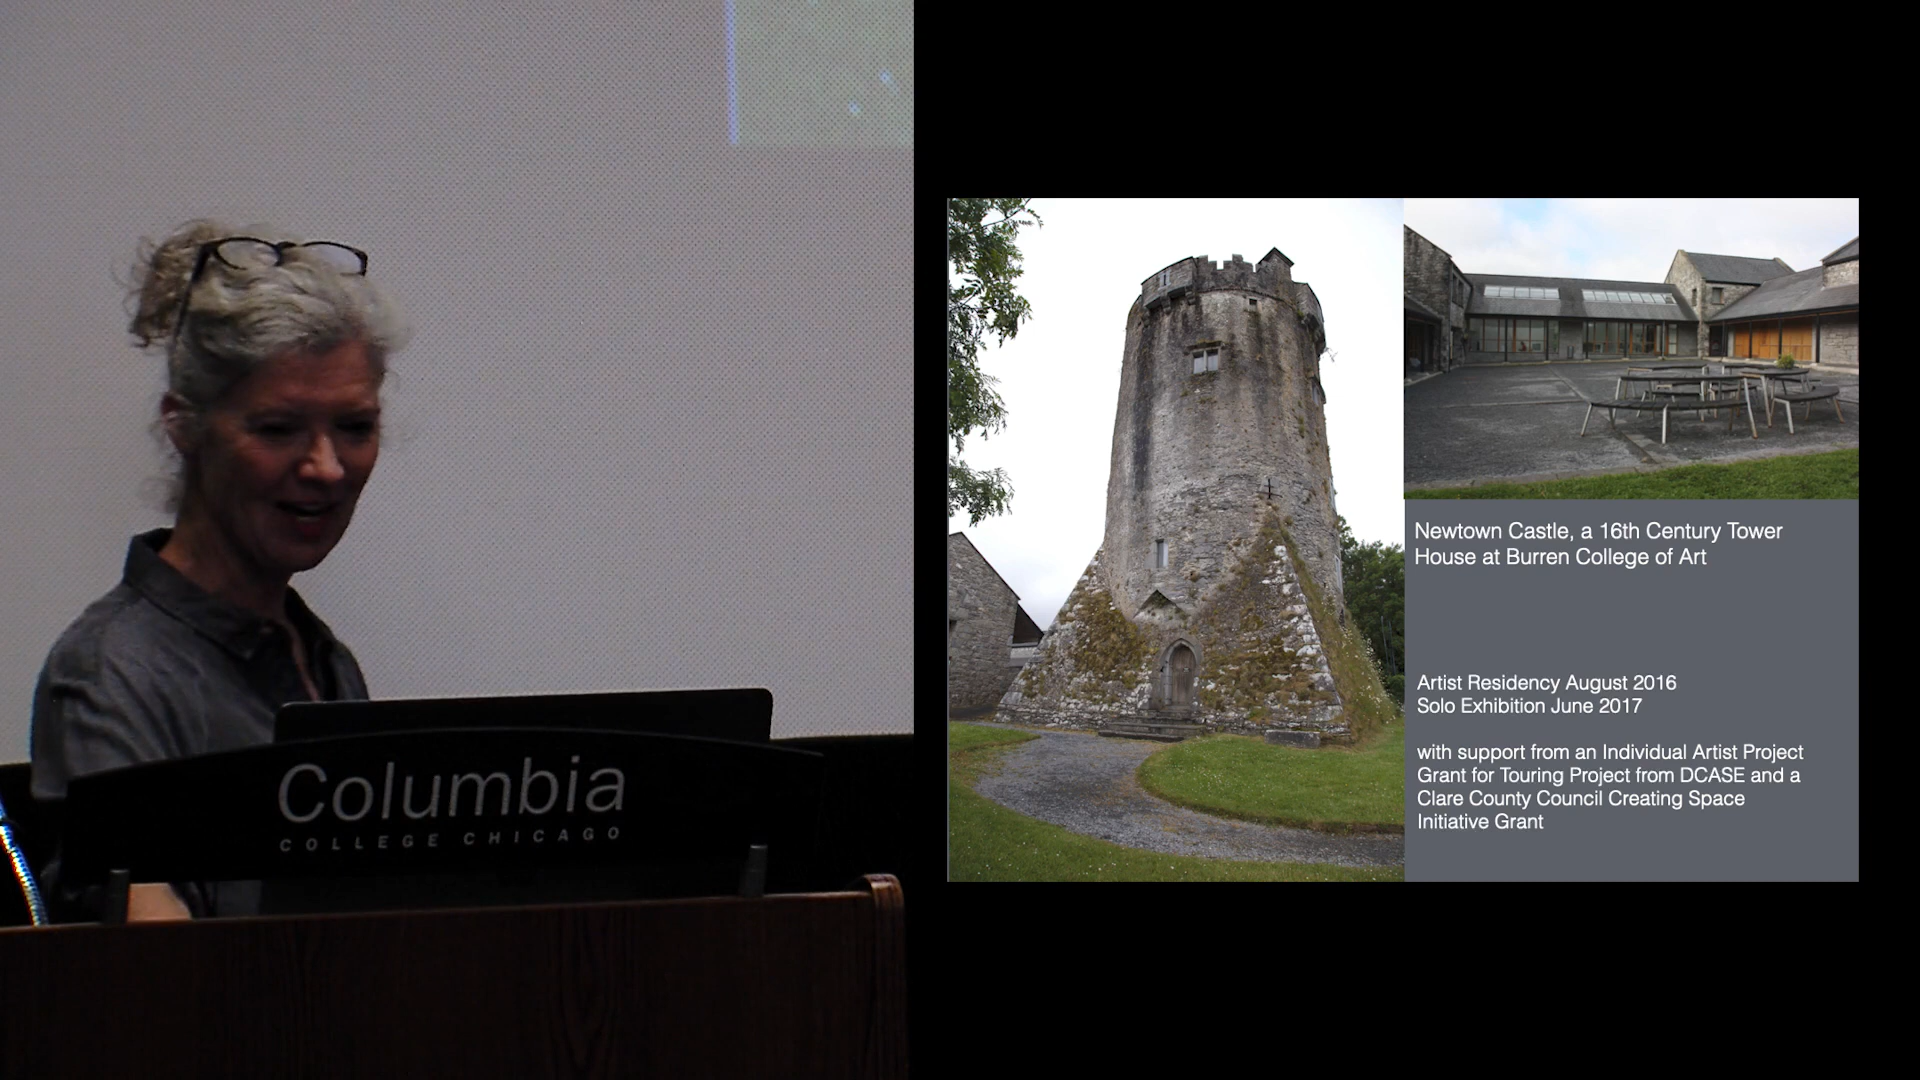 Columbia
COLLEGE CHICAGO
Newtown Castle, a 16th Century Tower
House at Burren College of Art
Artist Residency August 2016
Solo Exhibition June 2017
with support from an Individual Artist Project
Grant for Touring Project from DCASE and a
Clare County Council Creating Space
Initiative Grant